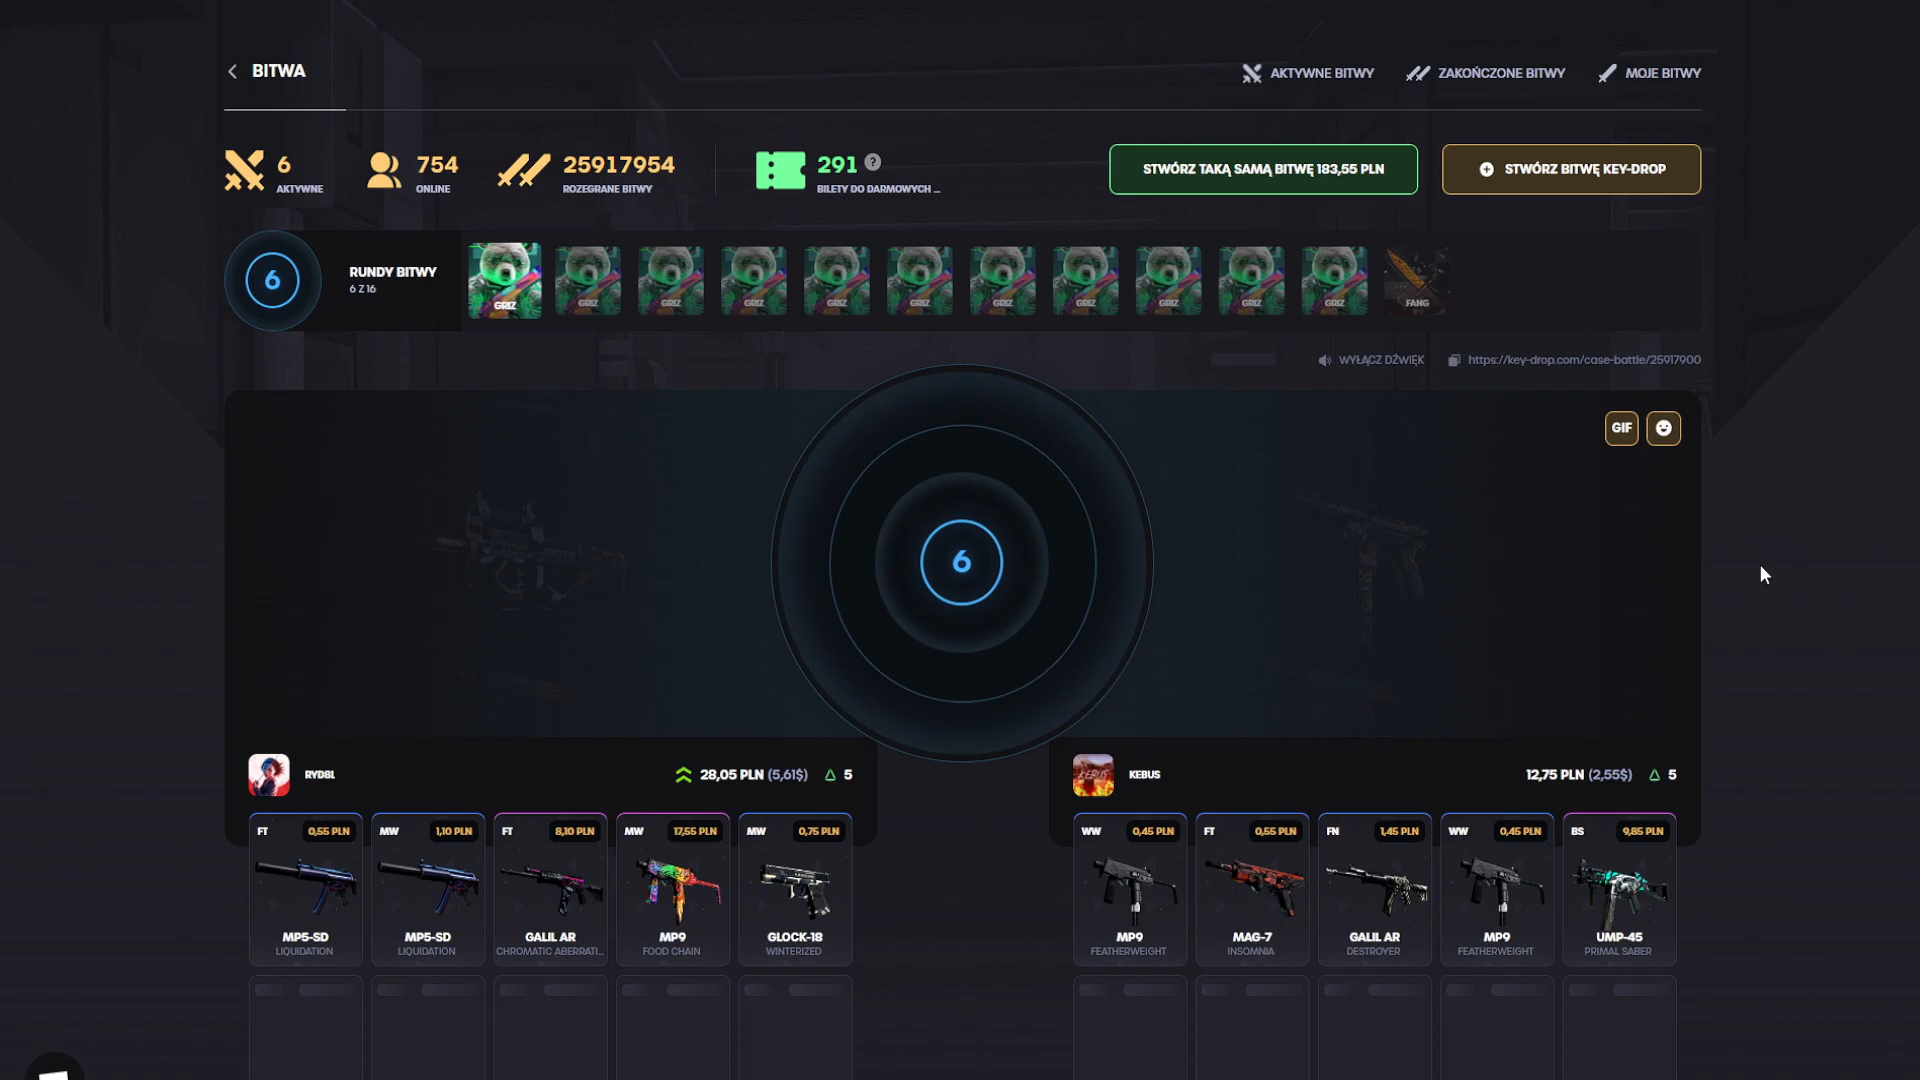 BITWA
AKTYWNE BITWY
ZAKOŃCZONE BITWY
MOJE BITWY
6
AKTYWNE
754
ONLINE
25917954
ROZEGRANE BITWY
291 ?
BILETY DO DARMOWYCH ...
STWÓRZ TAKĄ SAMĄ BITWĘ 183,55 PLN
STWÓRZ BITWĘ KEY-DROP
6
RUNDY BITWY
6 Z 16
GRIZ
GRIZ
GRIZ
GRIZ
GRIZ
GRIZ
GRIZ
GRIZ
GRIZ
GRIZ
GRIZ
FANG
WYŁĄCZ DŹWIĘK
https://key-drop.com/case-battle/25917900
GIF
6
RYD8L
28,05 PLN (5,61$)
5
KEBUS
KEBUS
12,75 PLN (2,55$)
5
FT 0,55 PLN
MP5-SD
LIQUIDATION
MW 1,10 PLN
MP5-SD
LIQUIDATION
FT 8,10 PLN
GALIL AR
CHROMATIC ABERRATI...
MW 17,55 PLN
MP9
FOOD CHAIN
MW 0,75 PLN
GLOCK-18
WINTERIZED
WW 0,45 PLN
MP9
FEATHERWEIGHT
FT 0,55 PLN
MAG-7
INSOMNIA
FN 1,45 PLN
GALIL AR
DESTROYER
WW 0,45 PLN
MP9
FEATHERWEIGHT
BS 9,85 PLN
UMP-45
PRIMAL SABER